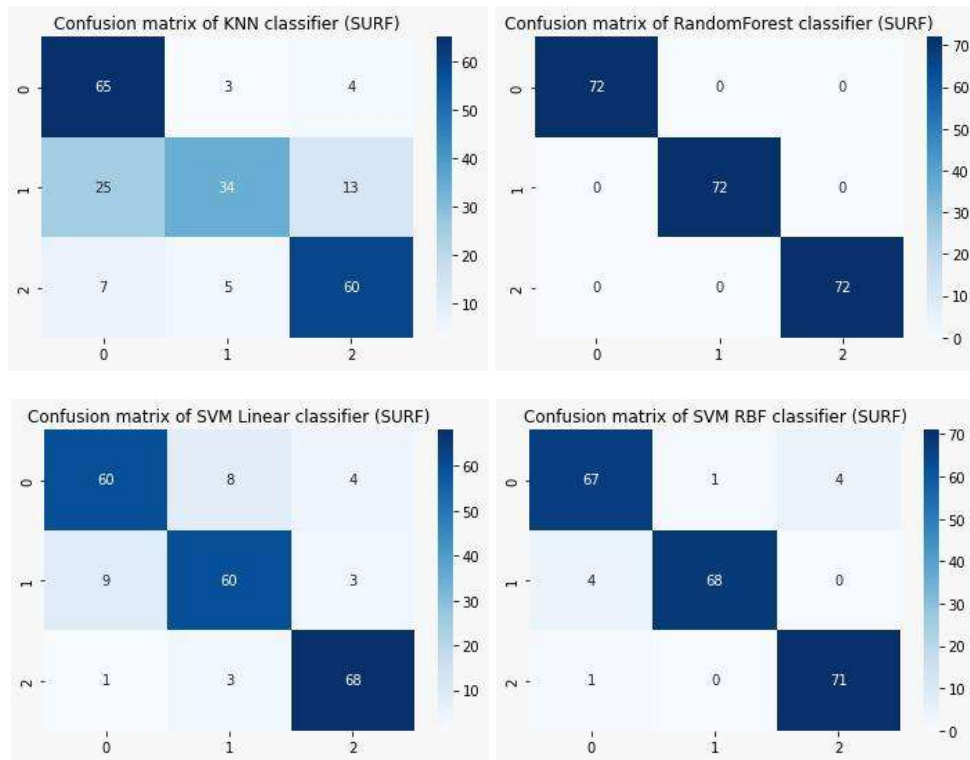 Confusion matrix of KNN classifier (SURF)
0 65 3 4
1 25 34 13
2 7 5 60
0 1 2
60
50
40
30
20
10
Confusion matrix of RandomForest classifier (SURF)
0 72 0 0
1 0 72 0
2 0 0 72
0 1 2
70
60
50
40
30
20
10
0
Confusion matrix of SVM Linear classifier (SURF)
0 60 8 4
1 9 60 3
2 1 3 68
0 1 2
60
50
40
30
20
10
Confusion matrix of SVM RBF classifier (SURF)
0 67 1 4
1 4 68 0
2 1 0 71
0 1 2
70
60
50
40
30
20
10
0